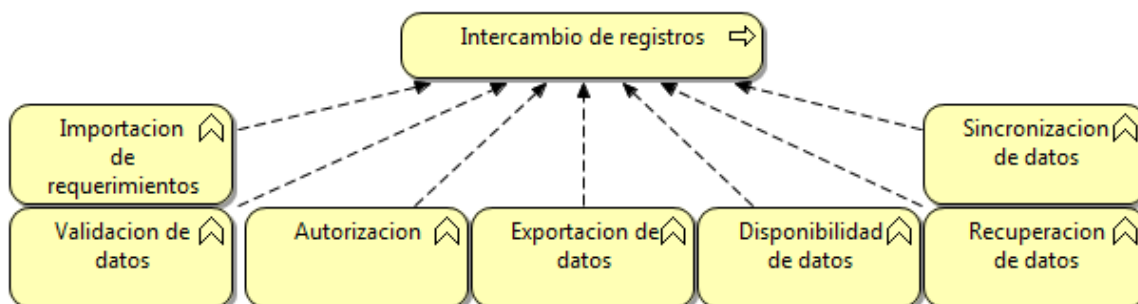 Intercambio de registros
Importacion
de
requerimientos
Sincronizacion
de datos
Validacion de
datos
Autorizacion
Exportacion de
datos
Disponibilidad
de datos
Recuperacion
de datos